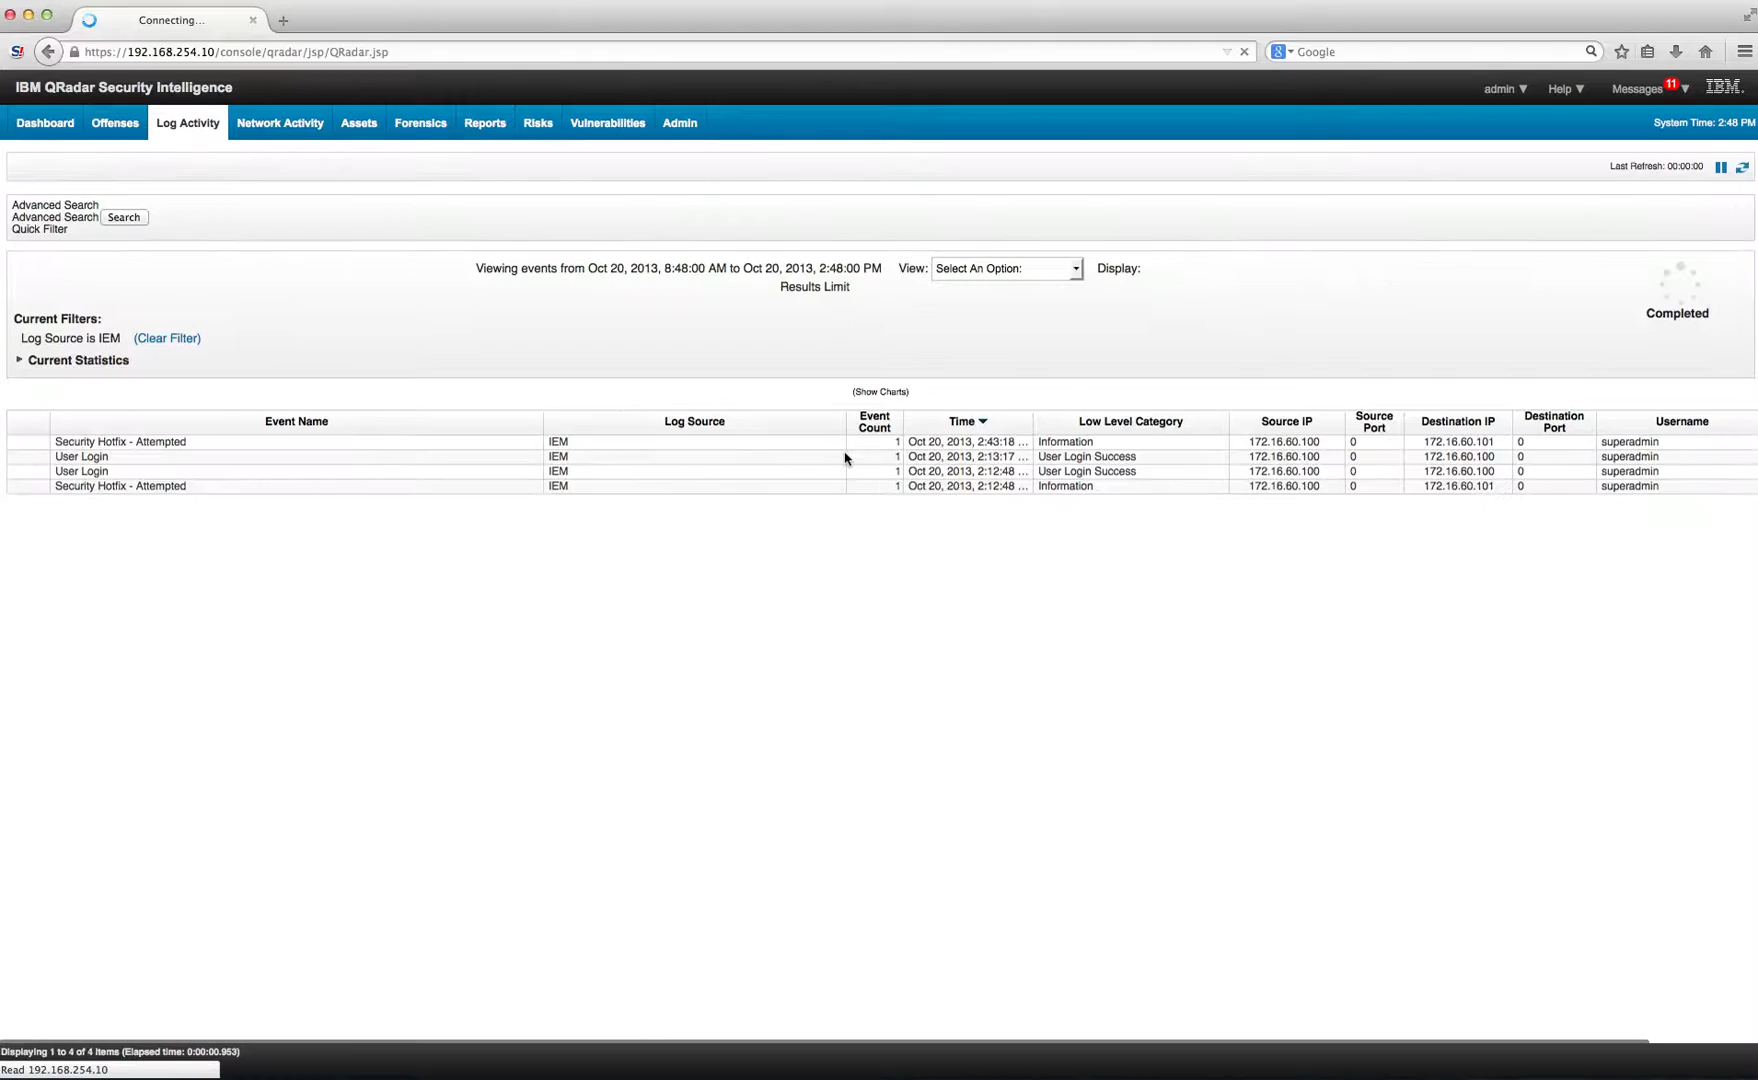 Connecting...
https://192.168.254.10/console/qradar/jsp/QRadar.jsp
Google
IBM QRadar Security Intelligence
admin Help Messages 11 IBM
Dashboard Offenses Log Activity Network Activity Assets Forensics Reports Risks Vulnerabilities Admin System Time: 2:48 PM
Last Refresh: 00:00:00
Advanced Search
Advanced Search Search
Quick Filter
Viewing events from Oct 20, 2013, 8:48:00 AM to Oct 20, 2013, 2:48:00 PM View: Select An Option: Display:
Results Limit
Completed
Current Filters:
Log Source is IEM (Clear Filter)
Current Statistics
(Show Charts)
Event Name Log Source Event Count Time Low Level Category Source IP Source Port Destination IP Destination Port Username
Security Hotfix - Attempted IEM 1 Oct 20, 2013, 2:43:18 ... Information 172.16.60.100 0 172.16.60.101 0 superadmin
User Login IEM 1 Oct 20, 2013, 2:13:17 ... User Login Success 172.16.60.100 0 172.16.60.100 0 superadmin
User Login IEM 1 Oct 20, 2013, 2:12:48 ... User Login Success 172.16.60.100 0 172.16.60.100 0 superadmin
Security Hotfix - Attempted IEM 1 Oct 20, 2013, 2:12:48 ... Information 172.16.60.100 0 172.16.60.101 0 superadmin
Displaying 1 to 4 of 4 items (Elapsed time: 0:00:00.953)
Read 192.168.254.10